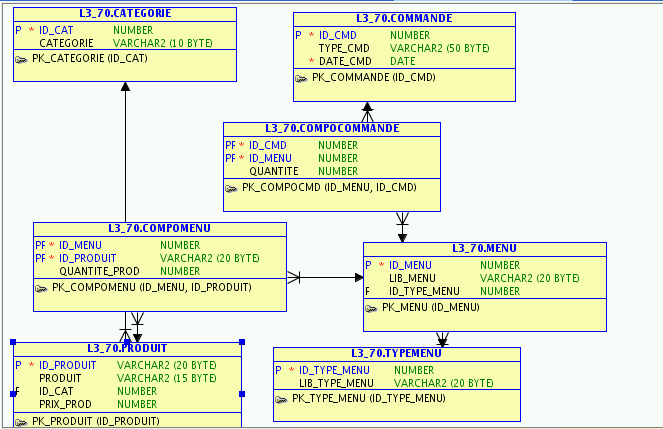 L3_70.CATEGORIE
P * ID_CAT NUMBER
CATEGORIE VARCHAR2 (10 BYTE)
PK_CATEGORIE (ID_CAT)
L3_70.COMMANDE
P * ID_CMD NUMBER
TYPE_CMD VARCHAR2 (50 BYTE)
* DATE_CMD DATE
PK_COMMANDE (ID_CMD)
L3_70.COMPOCOMMANDE
PF * ID_CMD NUMBER
PF * ID_MENU NUMBER
QUANTITE NUMBER
PK_COMPOCMD (ID_MENU, ID_CMD)
L3_70.COMPOMENU
PF * ID_MENU NUMBER
PF * ID_PRODUIT VARCHAR2 (20 BYTE)
QUANTITE_PROD NUMBER
PK_COMPOMENU (ID_MENU, ID_PRODUIT)
L3_70.MENU
P * ID_MENU NUMBER
LIB_MENU VARCHAR2 (20 BYTE)
F ID_TYPE_MENU NUMBER
PK_MENU (ID_MENU)
L3_70.PRODUIT
P * ID_PRODUIT VARCHAR2 (20 BYTE)
PRODUIT VARCHAR2 (15 BYTE)
F ID_CAT NUMBER
PRIX_PROD NUMBER
PK_PRODUIT (ID_PRODUIT)
L3_70.TYPEMENU
P * ID_TYPE_MENU NUMBER
LIB_TYPE_MENU VARCHAR2 (20 BYTE)
PK_TYPE_MENU (ID_TYPE_MENU)